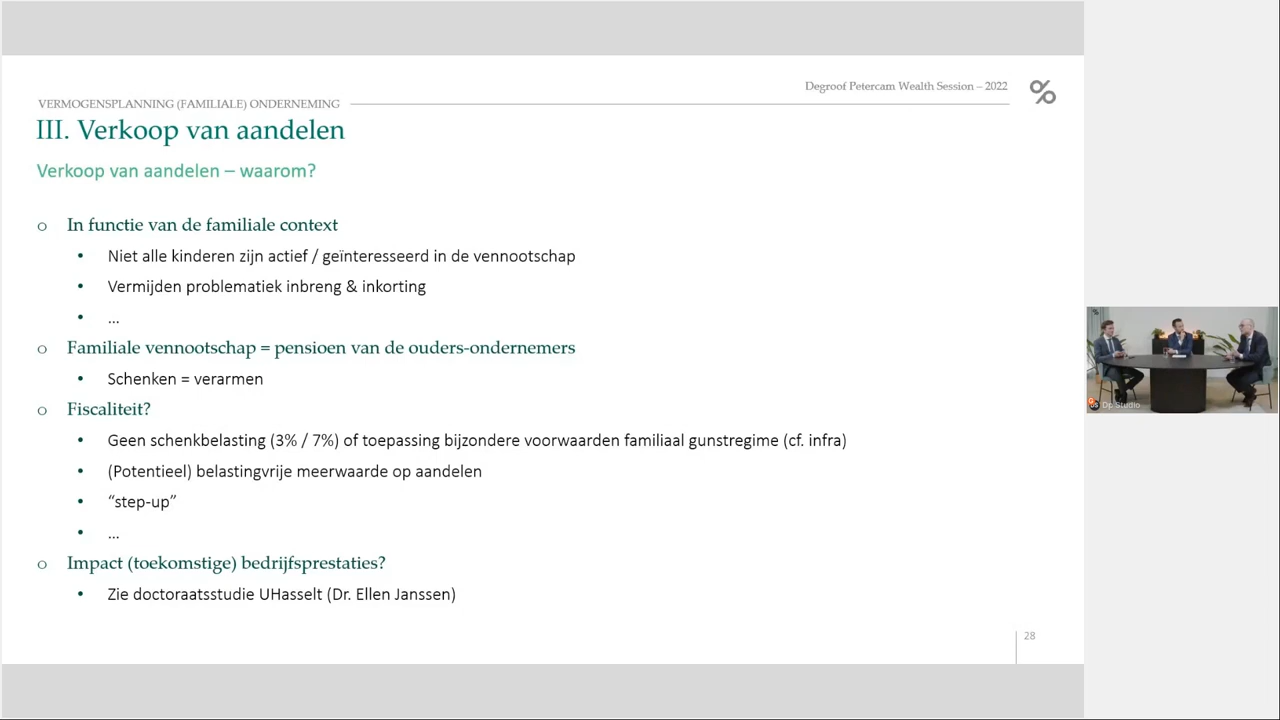 Degroof Petercam Wealth Session – 2022
VERMOGENSPLANNING (FAMILIALE) ONDERNEMING
III. Verkoop van aandelen
Verkoop van aandelen – waarom?
o In functie van de familiale context
• Niet alle kinderen zijn actief / geïnteresseerd in de vennootschap
• Vermijden problematiek inbreng & inkorting
• ...
o Familiale vennootschap = pensioen van de ouders-ondernemers
• Schenken = verarmen
o Fiscaliteit?
• Geen schenkbelasting (3% / 7%) of toepassing bijzondere voorwaarden familiaal gunstregime (cf. infra)
• (Potentieel) belastingvrije meerwaarde op aandelen
• “step-up”
• ...
o Impact (toekomstige) bedrijfsprestaties?
• Zie doctoraatsstudie UHasselt (Dr. Ellen Janssen)
28
Dp Studio